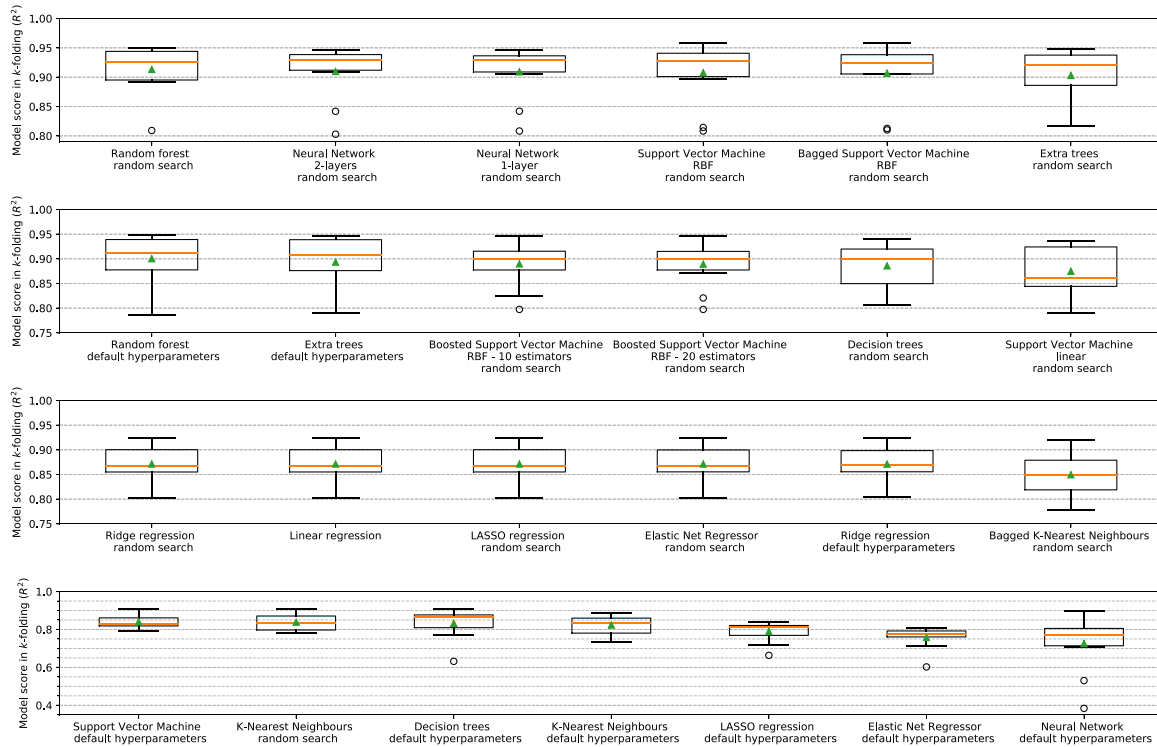 Model score in k-folding (R²)
1.00
0.95
0.90
0.85
0.80
Random forest
random search
Neural Network
2-layers
random search
Neural Network
1-layer
random search
Support Vector Machine
RBF
random search
Bagged Support Vector Machine
RBF
random search
Extra trees
random search
Model score in k-folding (R²)
1.00
0.95
0.90
0.85
0.80
0.75
Random forest
default hyperparameters
Extra trees
default hyperparameters
Boosted Support Vector Machine
RBF - 10 estimators
random search
Boosted Support Vector Machine
RBF - 20 estimators
random search
Decision trees
random search
Support Vector Machine
linear
random search
Model score in k-folding (R²)
1.00
0.95
0.90
0.85
0.80
0.75
Ridge regression
random search
Linear regression
LASSO regression
random search
Elastic Net Regressor
random search
Ridge regression
default hyperparameters
Bagged K-Nearest Neighbours
random search
Model score in k-folding (R²)
1.0
0.8
0.6
0.4
Support Vector Machine
default hyperparameters
K-Nearest Neighbours
random search
Decision trees
default hyperparameters
K-Nearest Neighbours
default hyperparameters
LASSO regression
default hyperparameters
Elastic Net Regressor
default hyperparameters
Neural Network
default hyperparameters